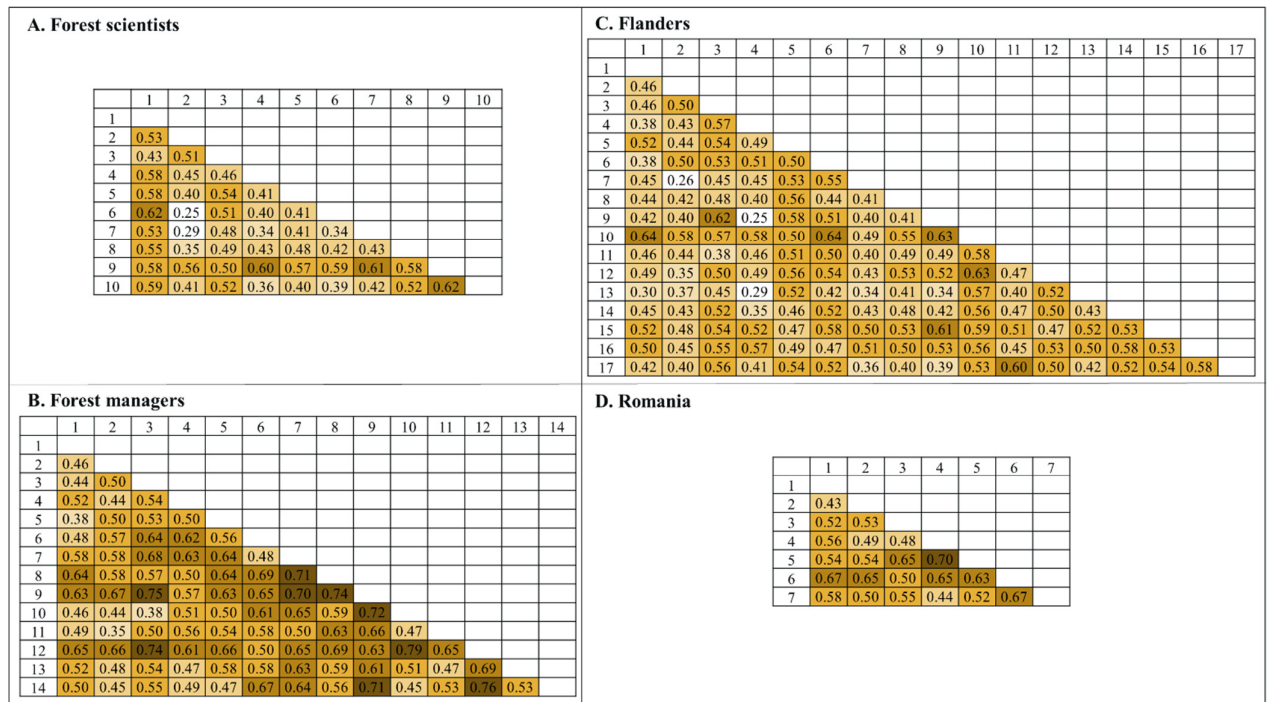 A. Forest scientists
1 2 3 4 5 6 7 8 9 10
1
2 0.53
3 0.43 0.51
4 0.58 0.45 0.46
5 0.58 0.40 0.54 0.41
6 0.62 0.25 0.51 0.40 0.41
7 0.53 0.29 0.48 0.34 0.41 0.34
8 0.55 0.35 0.49 0.43 0.48 0.42 0.43
9 0.58 0.56 0.50 0.60 0.57 0.59 0.61 0.58
10 0.59 0.41 0.52 0.36 0.40 0.39 0.42 0.52 0.62
B. Forest managers
1 2 3 4 5 6 7 8 9 10 11 12 13 14
1
2 0.46
3 0.44 0.50
4 0.52 0.44 0.54
5 0.38 0.50 0.53 0.50
6 0.48 0.57 0.64 0.62 0.56
7 0.58 0.58 0.68 0.63 0.64 0.48
8 0.64 0.58 0.57 0.50 0.64 0.69 0.71
9 0.63 0.67 0.75 0.57 0.63 0.65 0.70 0.74
10 0.46 0.44 0.38 0.51 0.50 0.61 0.65 0.59 0.72
11 0.49 0.35 0.50 0.56 0.54 0.58 0.50 0.63 0.66 0.47
12 0.65 0.66 0.74 0.61 0.66 0.50 0.65 0.69 0.63 0.79 0.65
13 0.52 0.48 0.54 0.47 0.58 0.58 0.63 0.59 0.61 0.51 0.47 0.69
14 0.50 0.45 0.55 0.49 0.47 0.67 0.64 0.56 0.71 0.45 0.53 0.76 0.53
C. Flanders
1 2 3 4 5 6 7 8 9 10 11 12 13 14 15 16 17
1
2 0.46
3 0.46 0.50
4 0.38 0.43 0.57
5 0.52 0.44 0.54 0.49
6 0.38 0.50 0.53 0.51 0.50
7 0.45 0.26 0.45 0.45 0.53 0.55
8 0.44 0.42 0.48 0.40 0.56 0.44 0.41
9 0.42 0.40 0.62 0.25 0.58 0.51 0.40 0.41
10 0.64 0.58 0.57 0.58 0.50 0.64 0.49 0.55 0.63
11 0.46 0.44 0.38 0.46 0.51 0.50 0.40 0.49 0.49 0.58
12 0.49 0.35 0.50 0.49 0.56 0.54 0.43 0.53 0.52 0.63 0.47
13 0.30 0.37 0.45 0.29 0.52 0.42 0.34 0.41 0.34 0.57 0.40 0.52
14 0.45 0.43 0.52 0.35 0.46 0.52 0.43 0.48 0.42 0.56 0.47 0.50 0.43
15 0.52 0.48 0.54 0.52 0.47 0.58 0.50 0.53 0.61 0.59 0.51 0.47 0.52 0.53
16 0.50 0.45 0.55 0.57 0.49 0.47 0.51 0.50 0.53 0.56 0.45 0.53 0.50 0.58 0.53
17 0.42 0.40 0.56 0.41 0.54 0.52 0.36 0.40 0.39 0.53 0.60 0.50 0.42 0.52 0.54 0.58
D. Romania
1 2 3 4 5 6 7
1
2 0.43
3 0.52 0.53
4 0.56 0.49 0.48
5 0.54 0.54 0.65 0.70
6 0.67 0.65 0.50 0.65 0.63
7 0.58 0.50 0.55 0.44 0.52 0.67